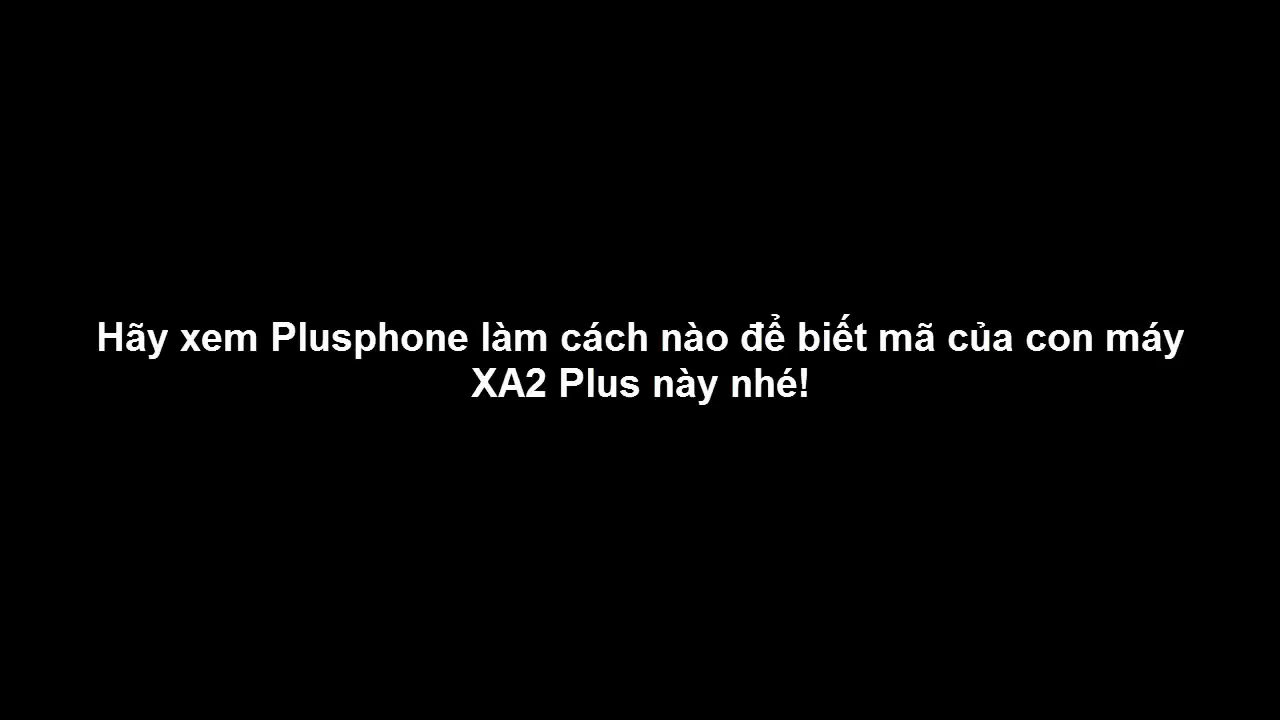 Hãy xem Plusphone làm cách nào để biết mã của con máy
XA2 Plus này nhé!